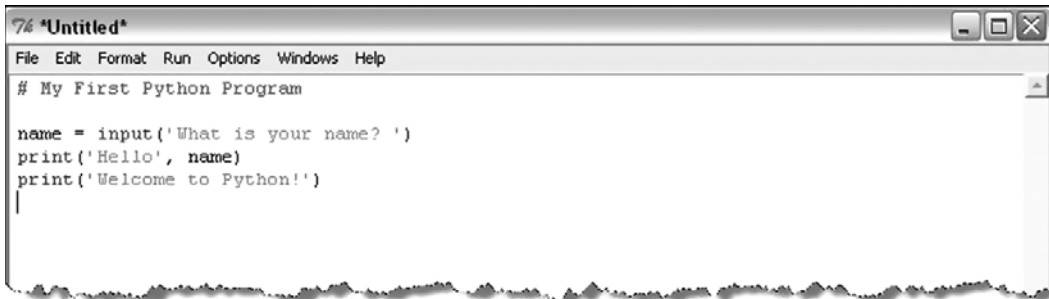 *Untitled*
File Edit Format Run Options Windows Help
# My First Python Program
name = input('What is your name? ')
print('Hello', name)
print('Welcome to Python!')